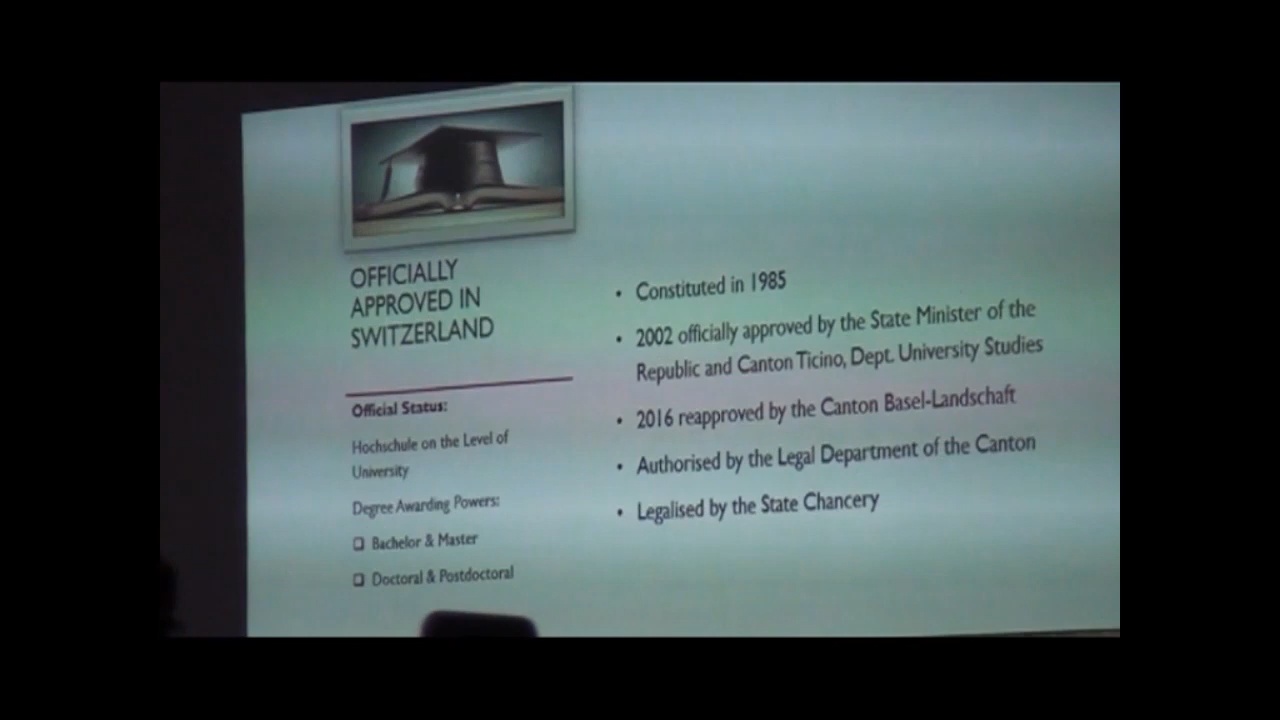 OFFICIALLY
APPROVED IN
SWITZERLAND
Official Status:
Hochschule on the Level of
University
Degree Awarding Powers:
❑ Bachelor & Master
❑ Doctoral & Postdoctoral
• Constituted in 1985
• 2002 officially approved by the State Minister of the
Republic and Canton Ticino, Dept. University Studies
• 2016 reapproved by the Canton Basel-Landschaft
• Authorised by the Legal Department of the Canton
• Legalised by the State Chancery